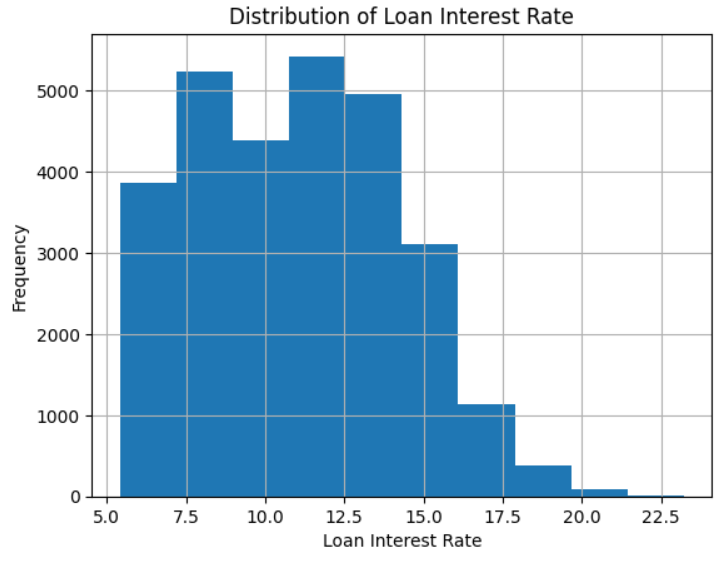 Distribution of Loan Interest Rate
5000
4000
3000
2000
1000
0
Frequency
5.0 7.5 10.0 12.5 15.0 17.5 20.0 22.5
Loan Interest Rate